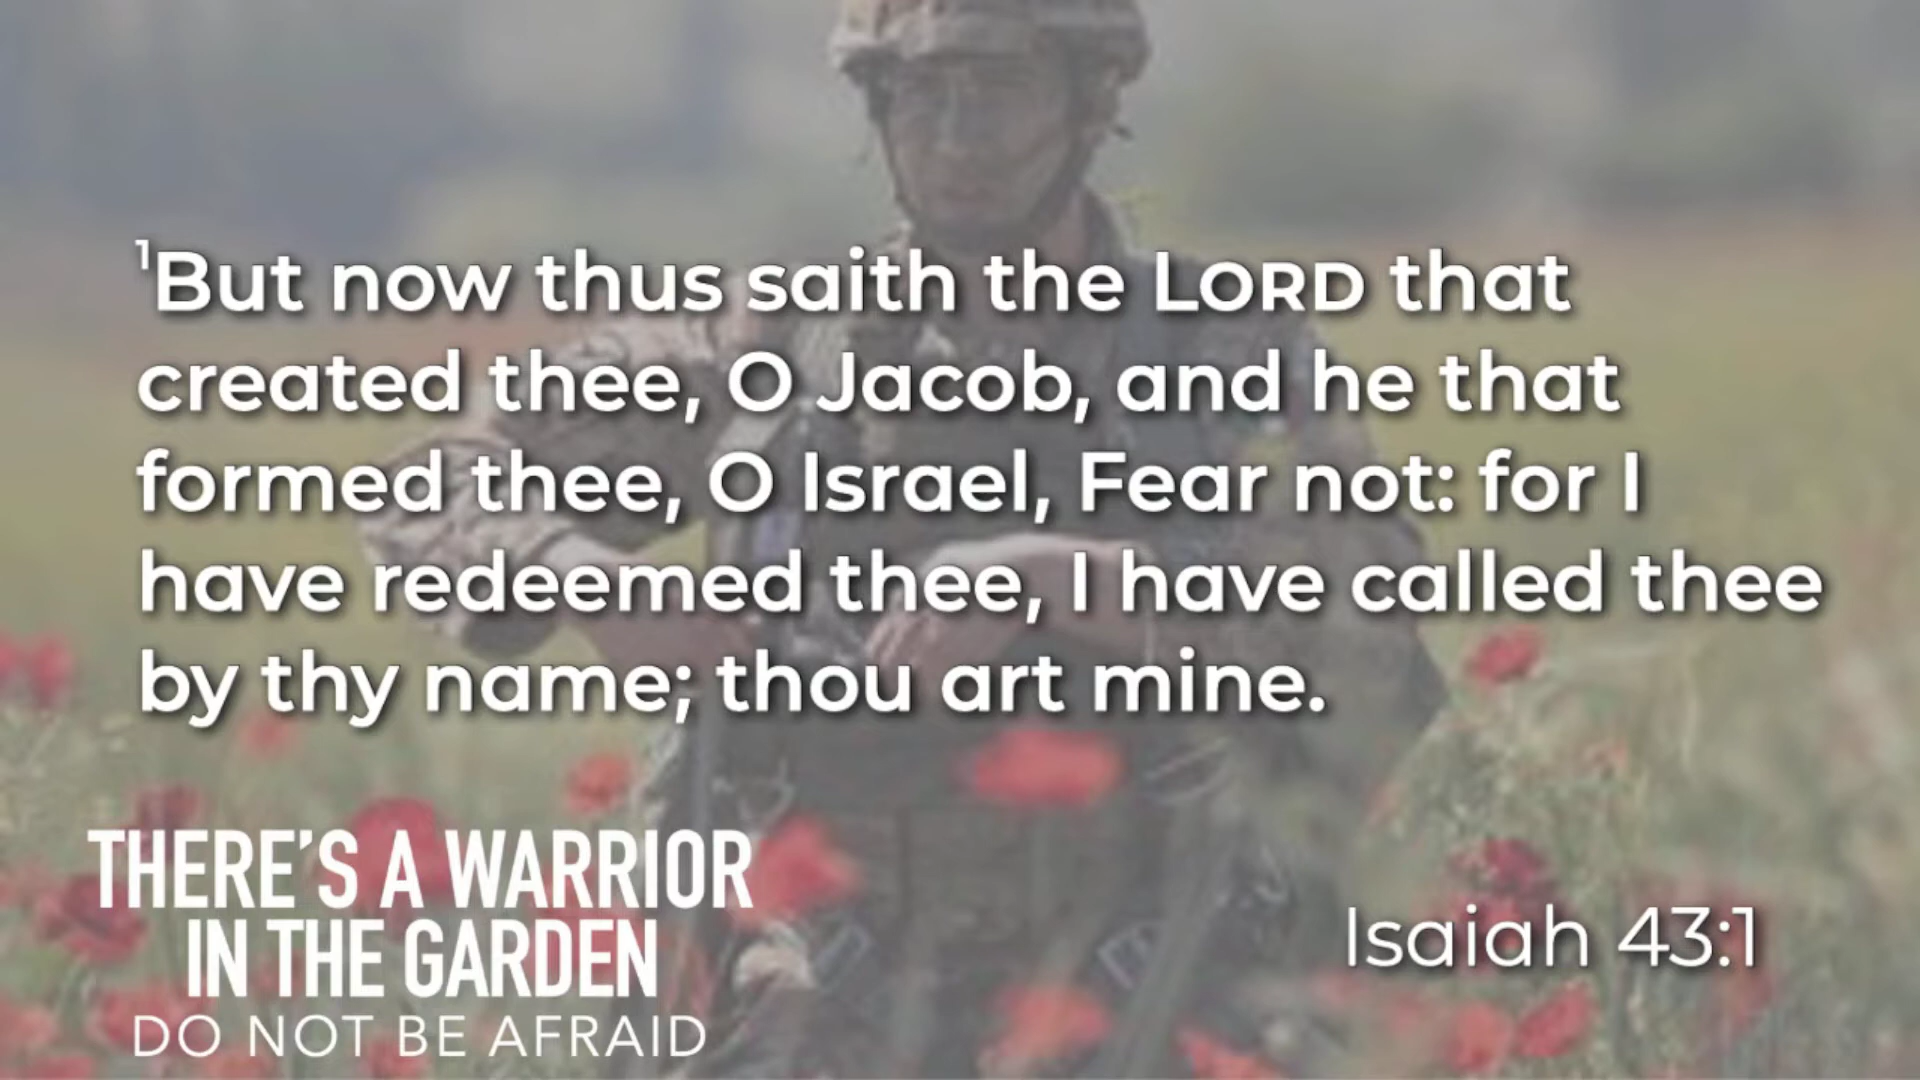 ¹But now thus saith the LORD that
created thee, O Jacob, and he that
formed thee, O Israel, Fear not: for I
have redeemed thee, I have called thee
by thy name; thou art mine.
THERE'S A WARRIOR
IN THE GARDEN
DO NOT BE AFRAID
Isaiah 43:1